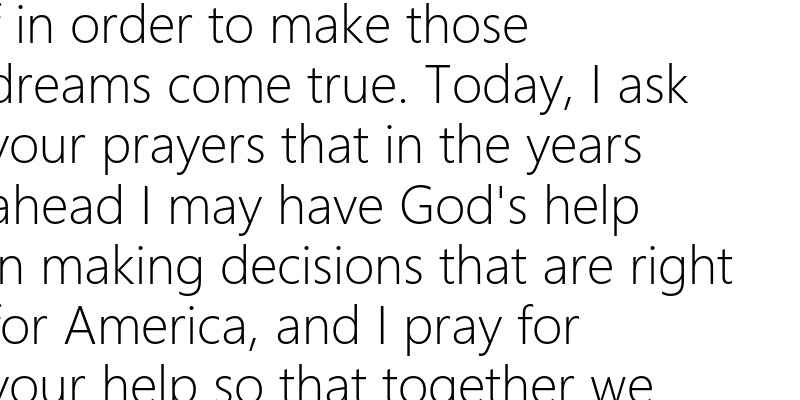 in order to make those
dreams come true. Today, I ask
your prayers that in the years
ahead I may have God's help
in making decisions that are right
for America, and I pray for
your help so that together we